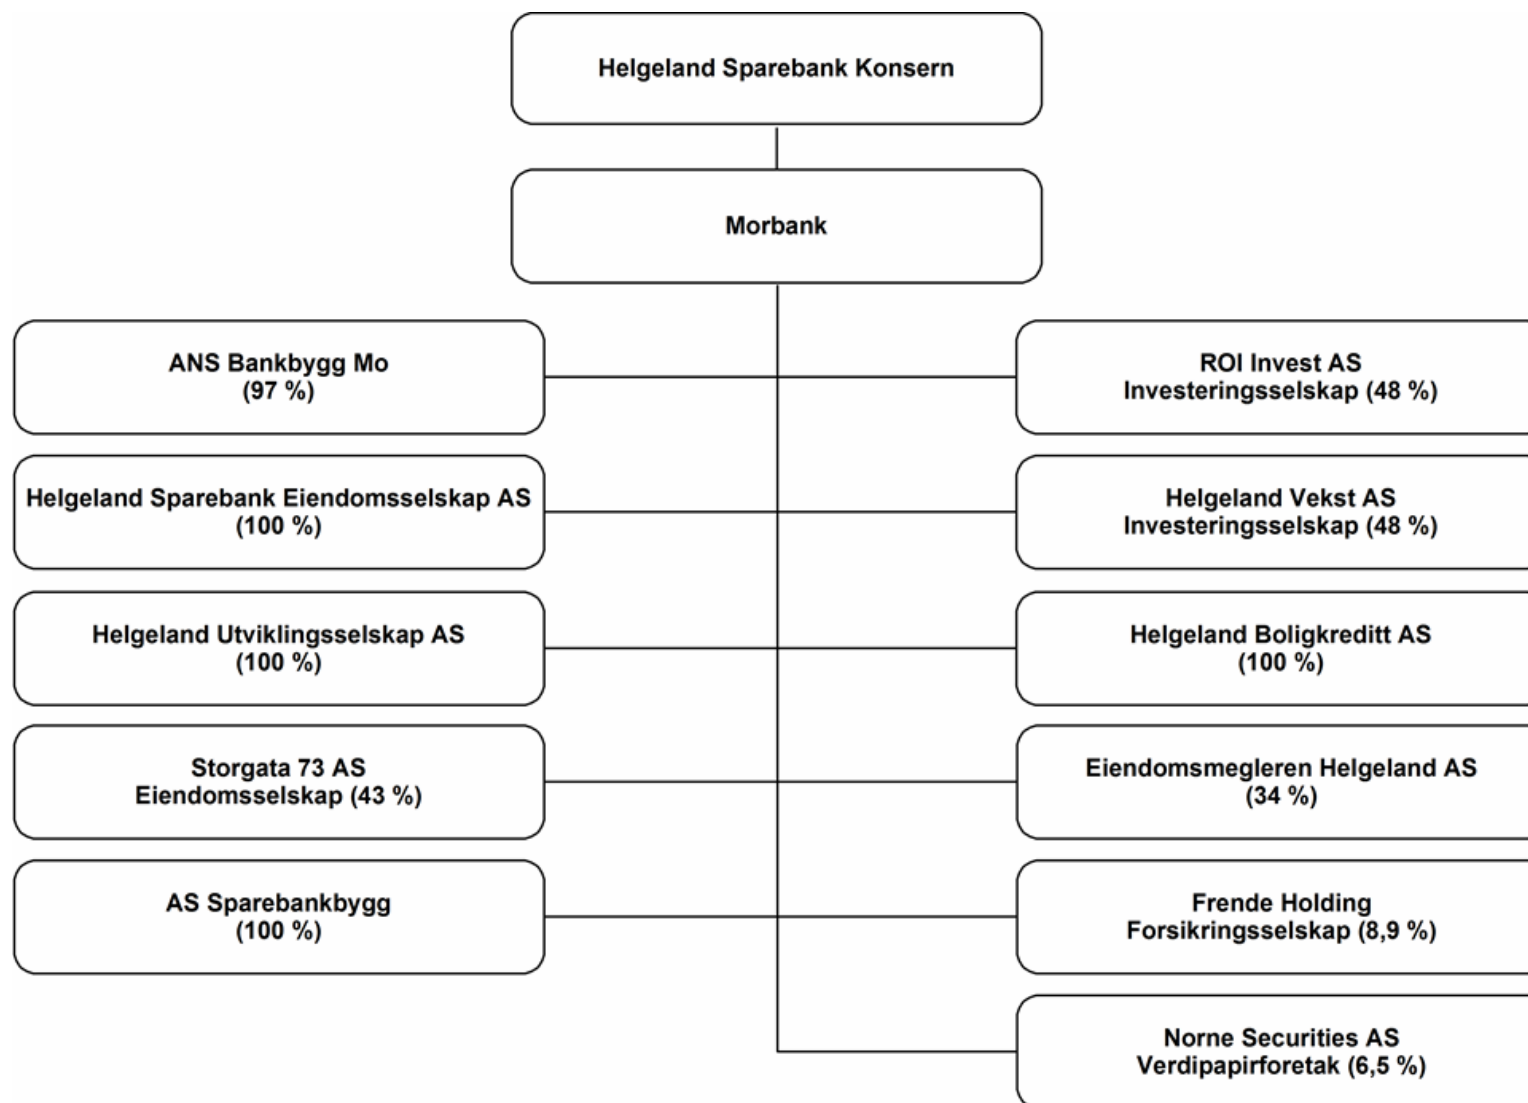 Helgeland Sparebank Konsern
Morbank
ANS Bankbygg Mo
(97 %)
ROI Invest AS
Investeringsselskap (48 %)
Helgeland Sparebank Eiendomsselskap AS
(100 %)
Helgeland Vekst AS
Investeringsselskap (48 %)
Helgeland Utviklingsselskap AS
(100 %)
Helgeland Boligkreditt AS
(100 %)
Storgata 73 AS
Eiendomsselskap (43 %)
Eiendomsmegleren Helgeland AS
(34 %)
AS Sparebankbygg
(100 %)
Frende Holding
Forsikringsselskap (8,9 %)
Norne Securities AS
Verdipapirforetak (6,5 %)